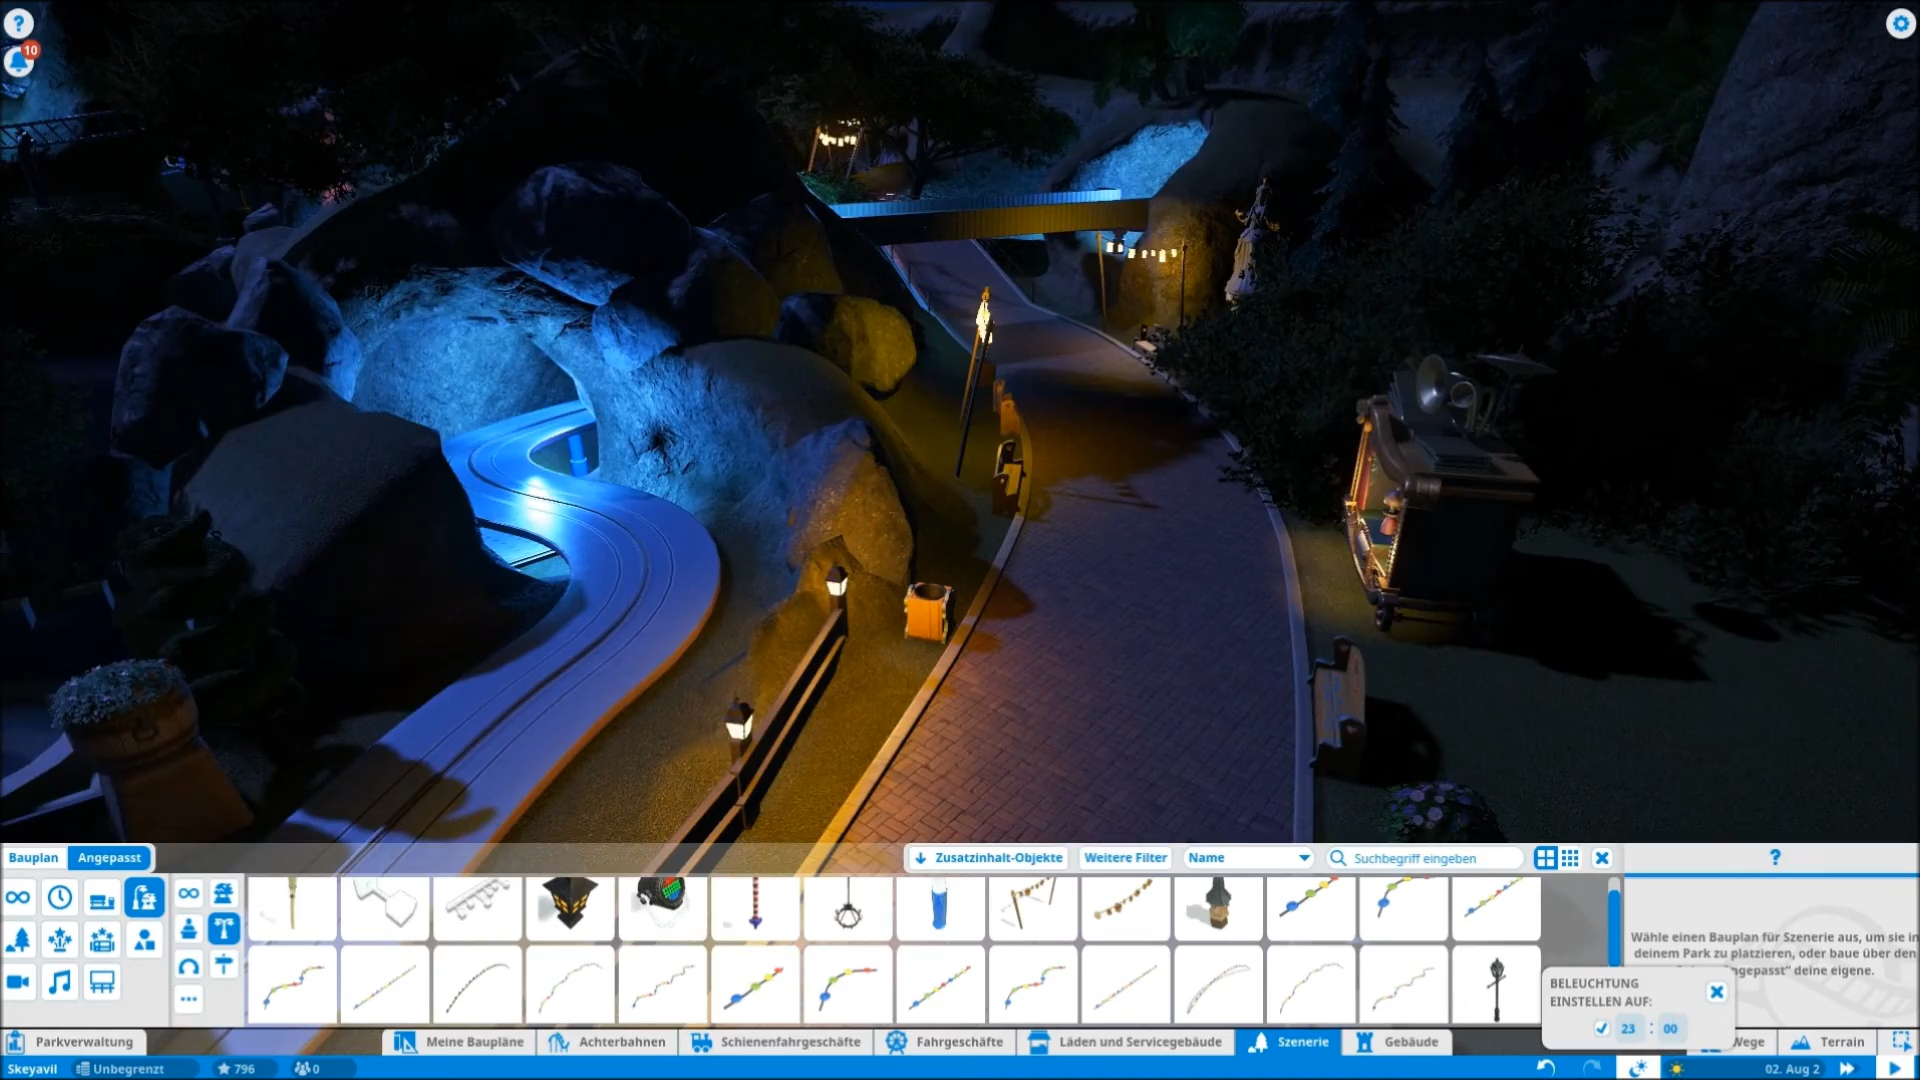 ?
10
Bauplan
Angepasst
Zusatzinhalt-Objekte
Weitere Filter
Name
Suchbegriff eingeben
?
Wähle einen Bauplan für Szenerie aus, um sie in
deinem Park zu platzieren, oder baue über den
ngepasst“ deine eigene.
BELEUCHTUNG
EINSTELLEN AUF:
23 : 00
Parkverwaltung
Meine Baupläne
Achterbahnen
Schienenfahrgeschäfte
Fahrgeschäfte
Läden und Servicegebäude
Szenerie
Gebäude
Wege
Terrain
Skeyavil
Unbegrenzt
796
0
02. Aug 2